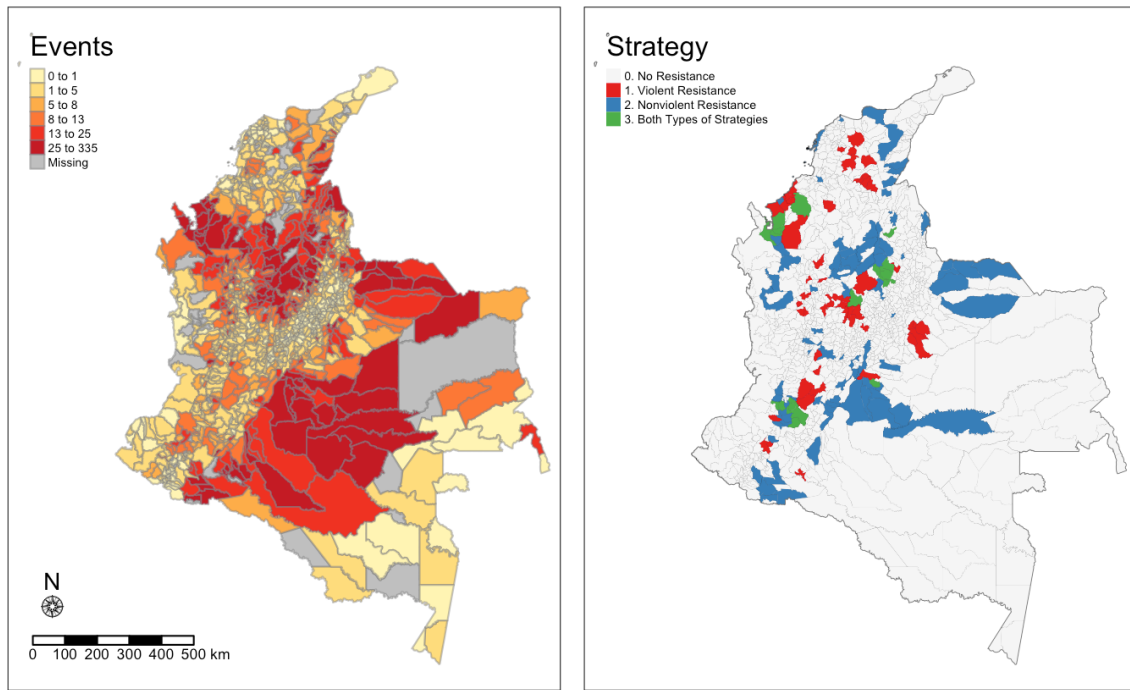 Events
0 to 1
1 to 5
5 to 8
8 to 13
13 to 25
25 to 335
Missing
N
0 100 200 300 400 500 km
Strategy
0. No Resistance
1. Violent Resistance
2. Nonviolent Resistance
3. Both Types of Strategies